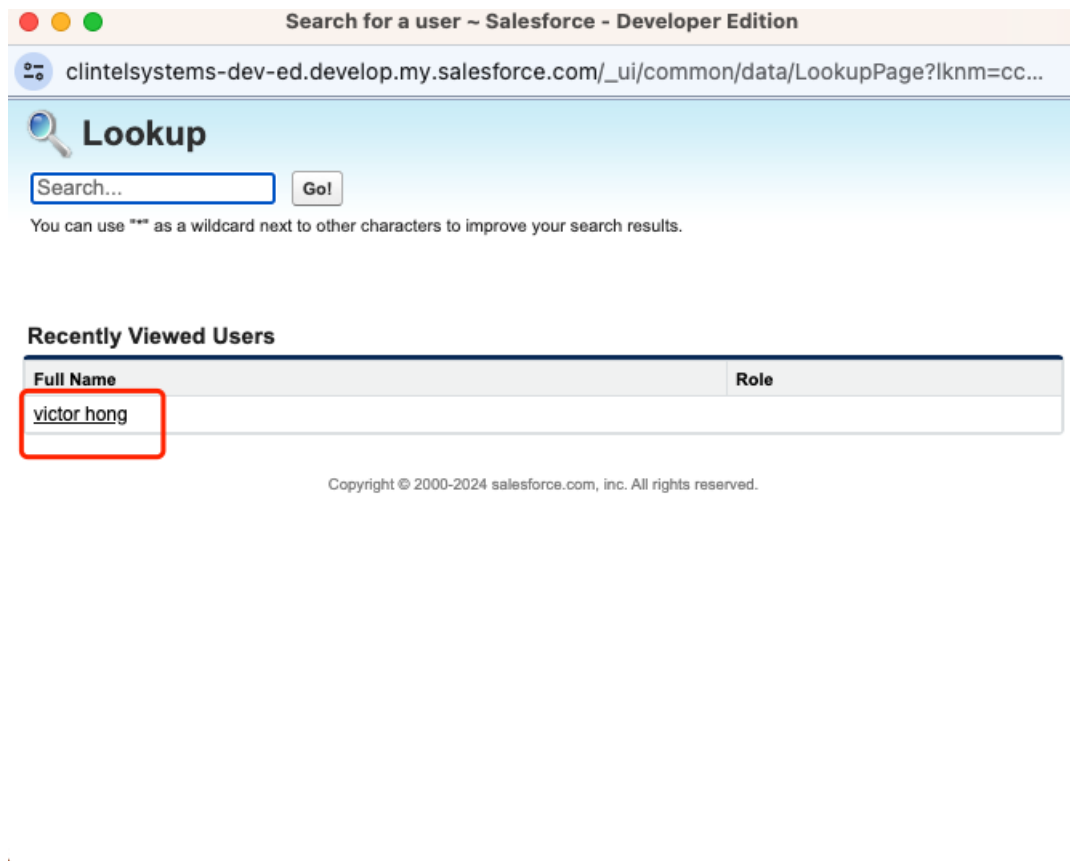 Search for a user ~ Salesforce - Developer Edition
clintelsystems-dev-ed.develop.my.salesforce.com/_ui/common/data/LookupPage?lknm=cc...
Lookup
Search... Go!
You can use "*" as a wildcard next to other characters to improve your search results.
Recently Viewed Users
Full Name Role
victor hong
Copyright © 2000-2024 salesforce.com, inc. All rights reserved.